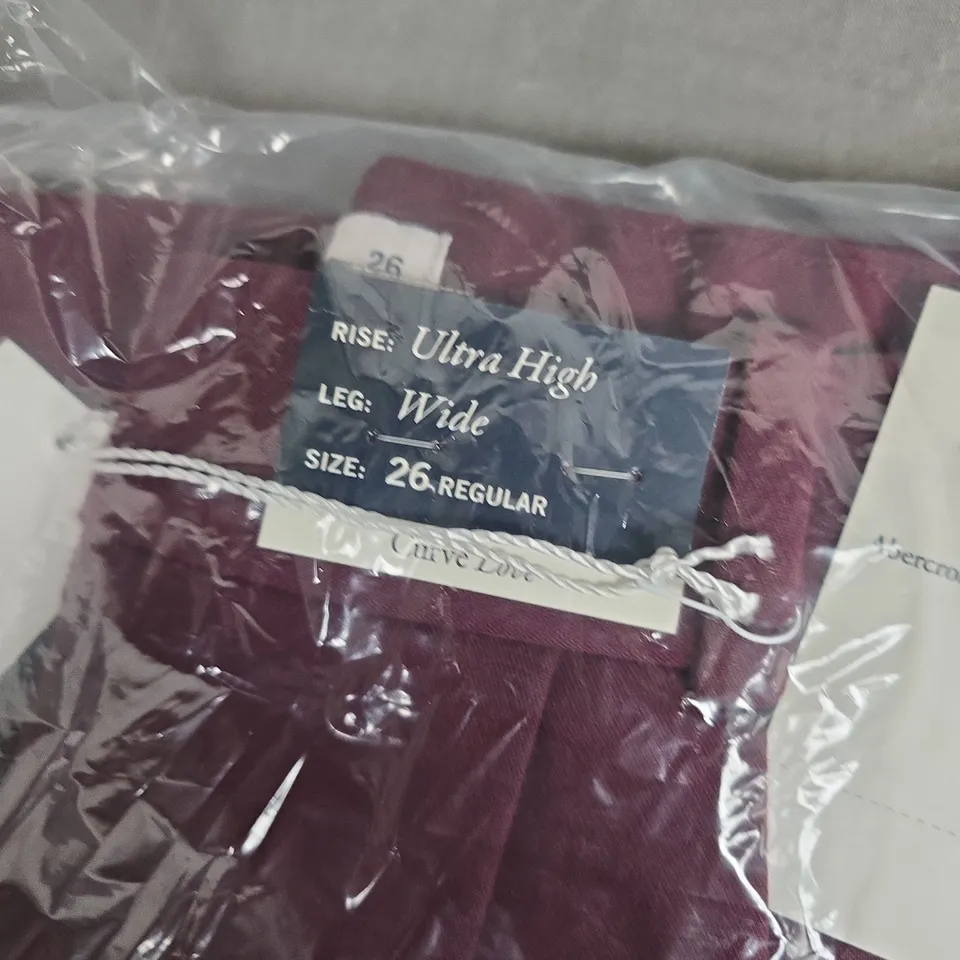 26
RISE: Ultra High
LEG: Wide
SIZE: 26 REGULAR
Curve Love